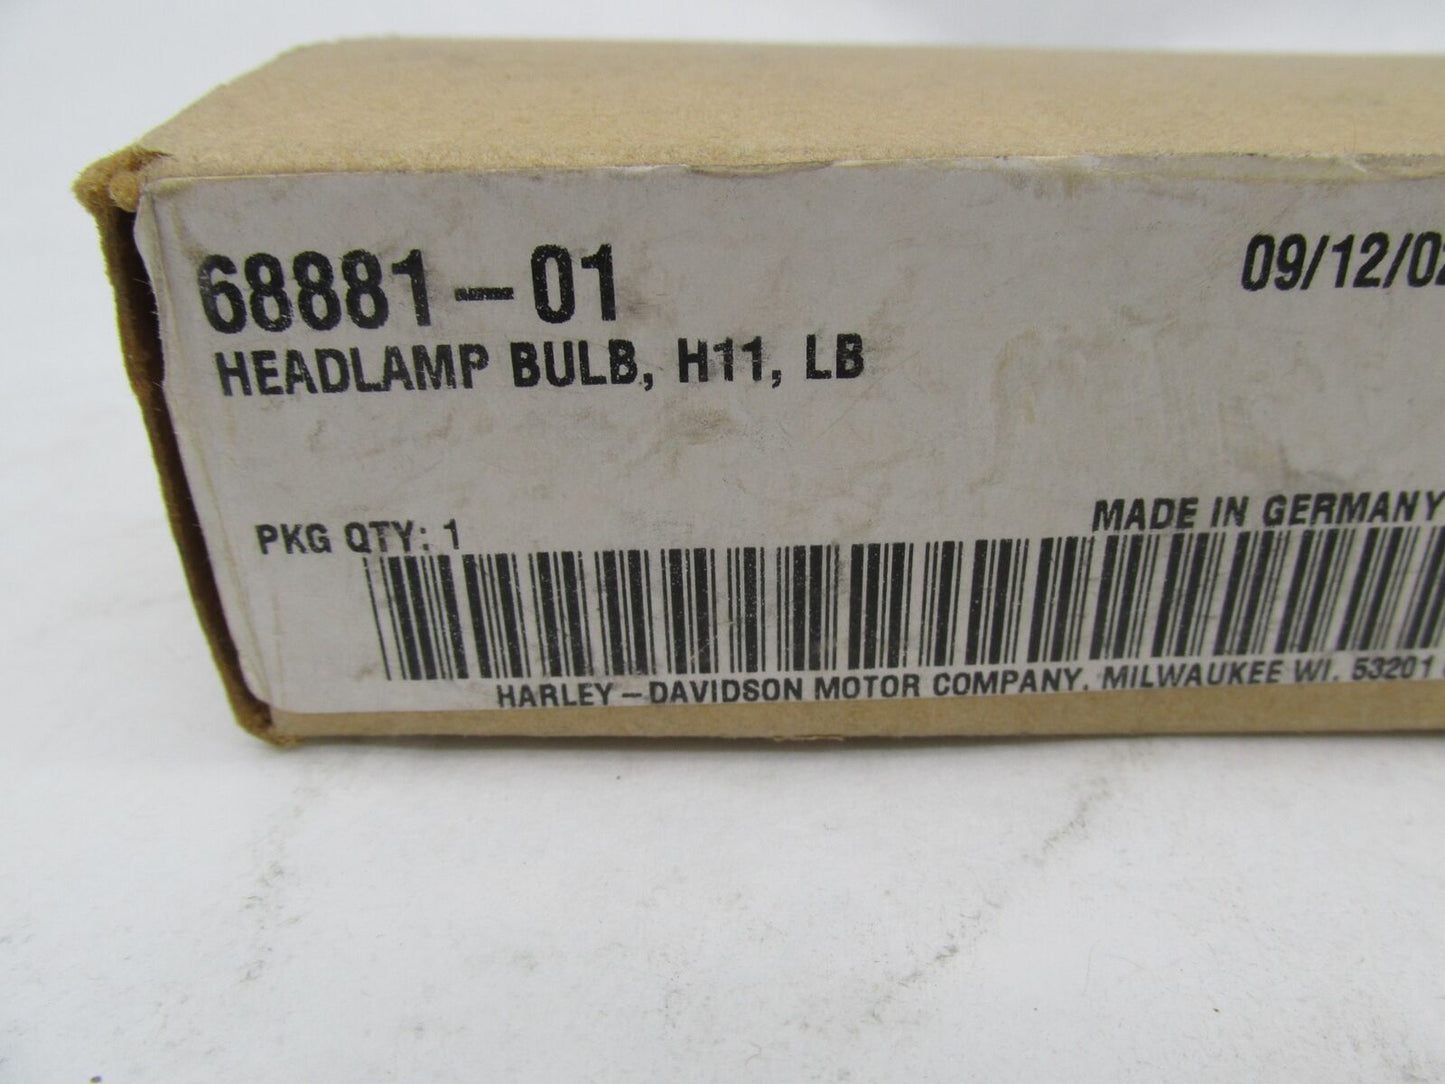 68881-01 09/12/02
HEADLAMP BULB, H11, LB
PKG QTY: 1 MADE IN GERMANY
HARLEY-DAVIDSON MOTOR COMPANY, MILWAUKEE WI. 53201